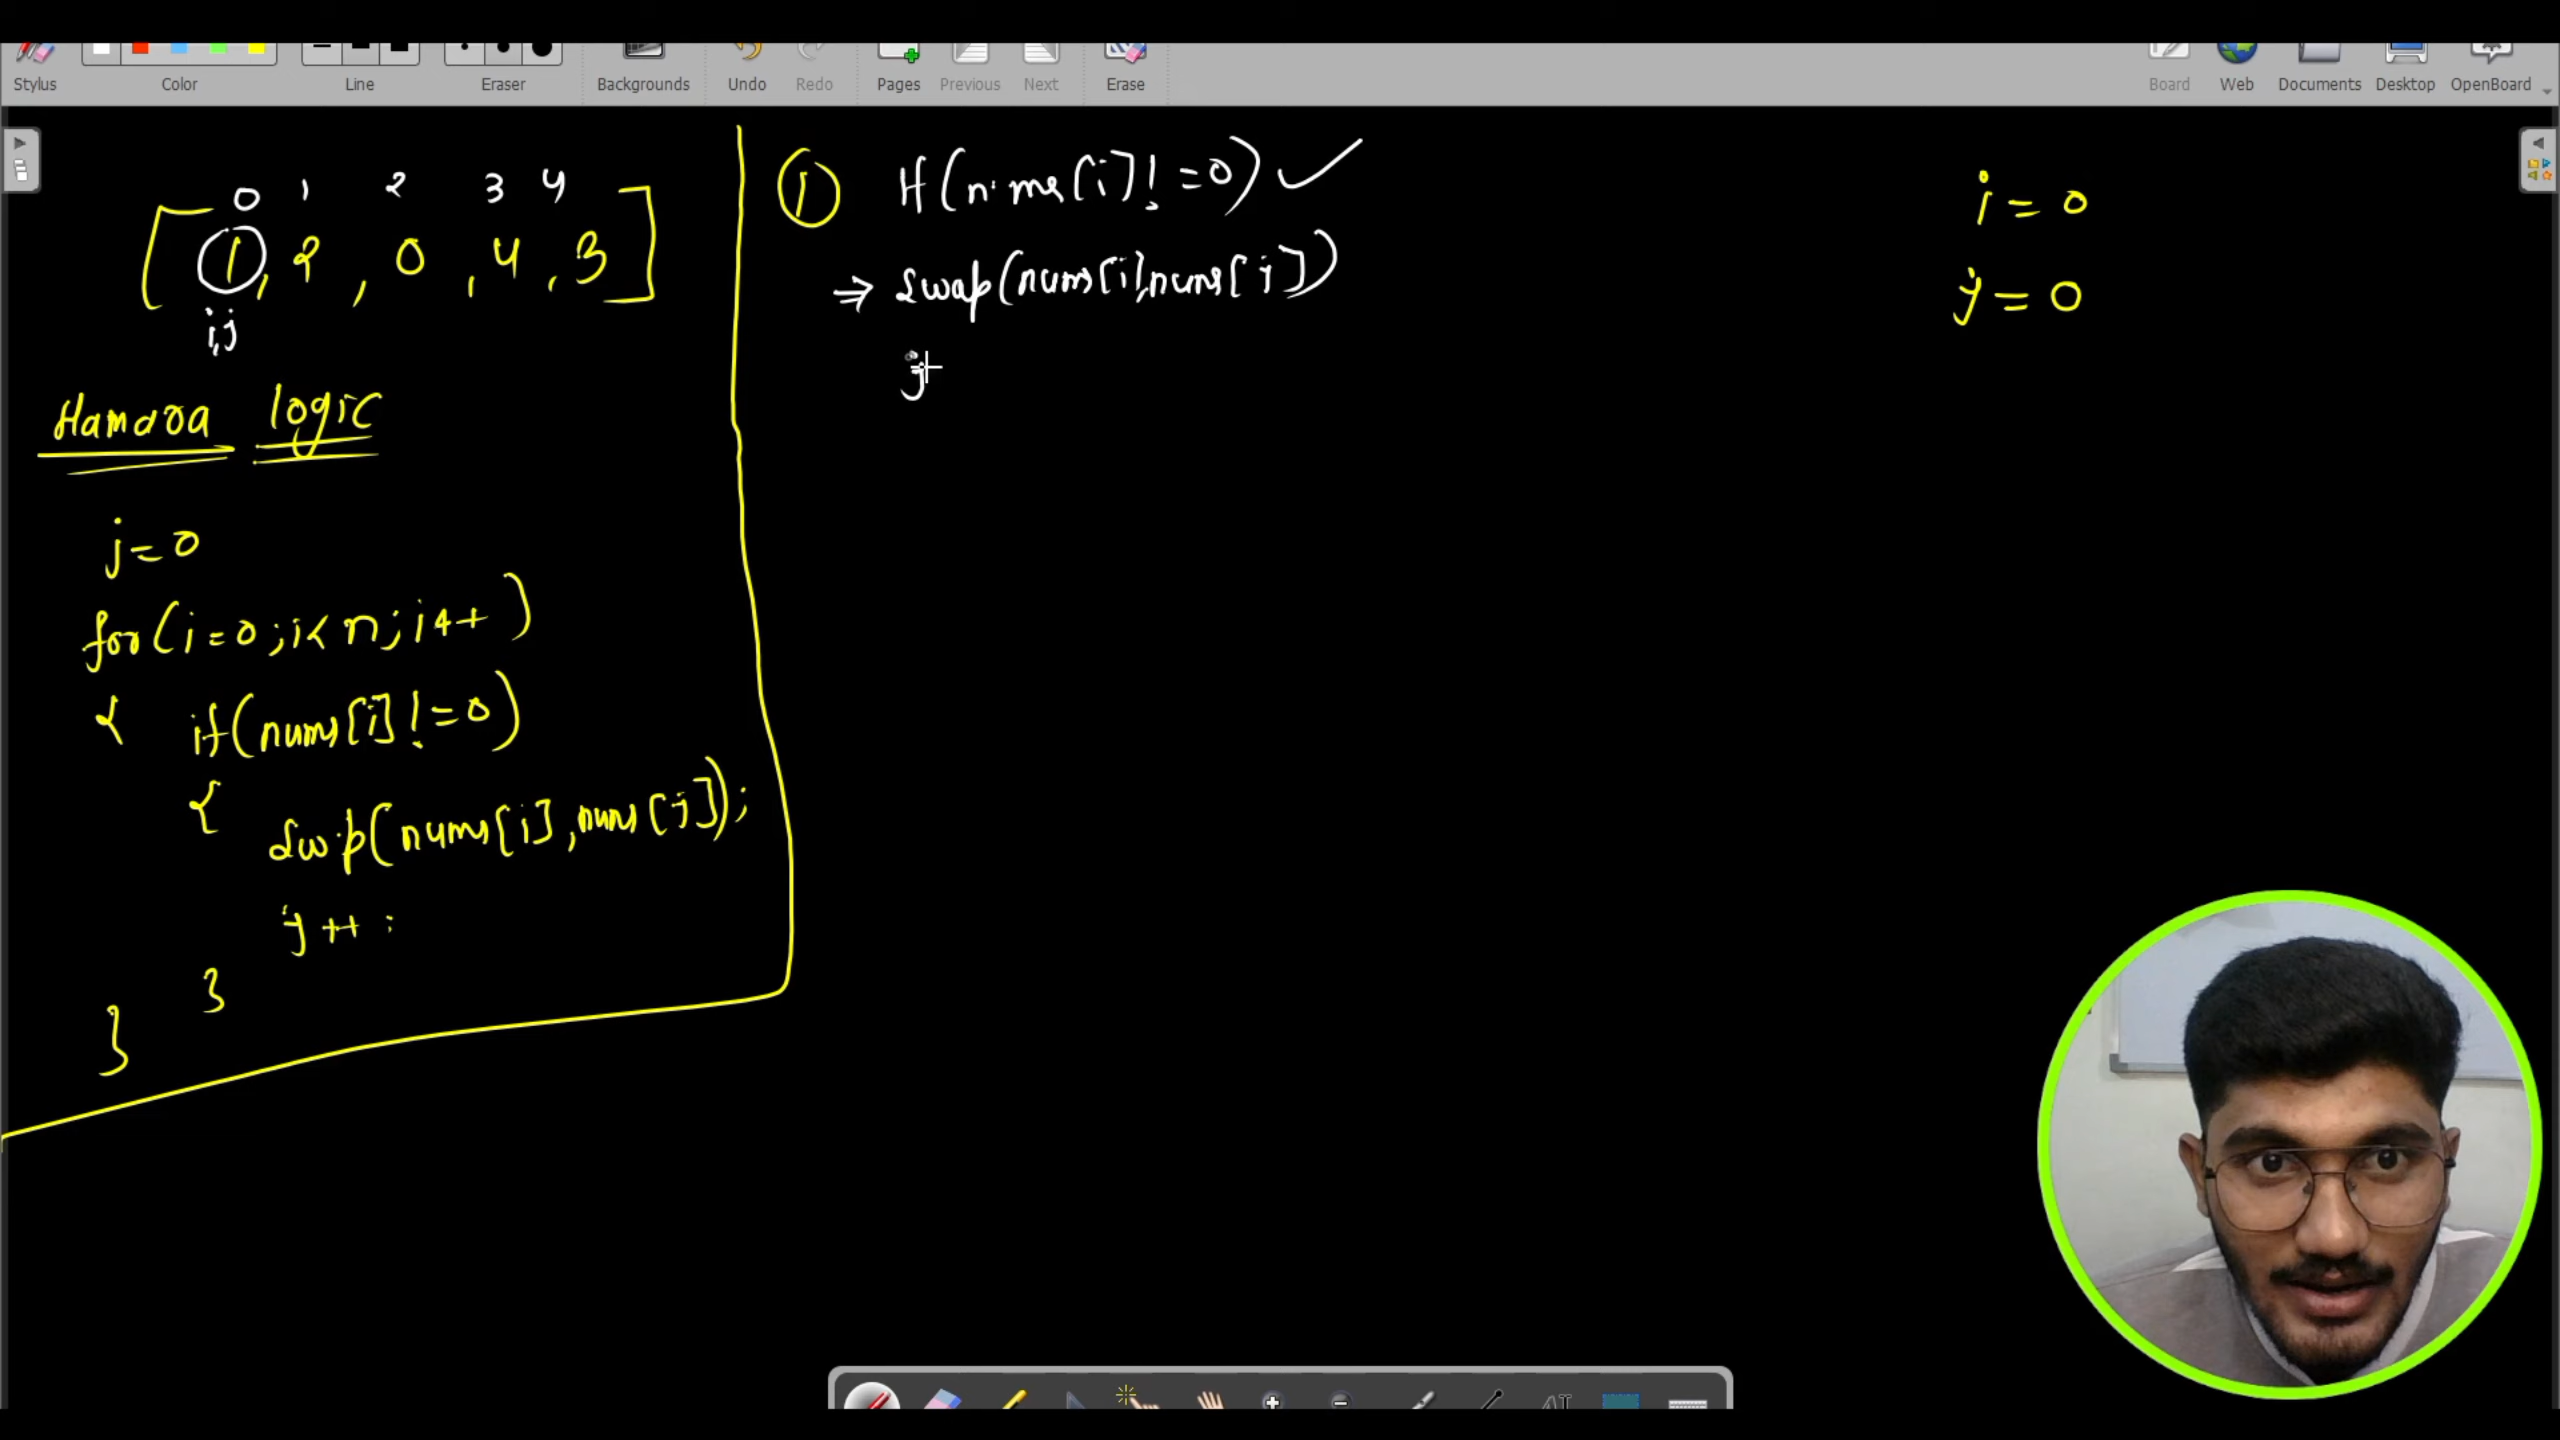 Stylus Color Line Eraser Backgrounds Undo Redo Pages Previous Next Erase Board Web Documents Desktop OpenBoard
0 1 2 3 4
[1, 2, 0, 4, 3]
i,j
Hamara logic
j=0
for(i=0;i<n;i++)
{ if(nums[i]!=0)
{ swap(nums[i],nums[j]);
j++;
}
}
1 If(nums[i]!=0) ✓
⇒ swap(nums[i],nums[j])
j+
i=0
j=0